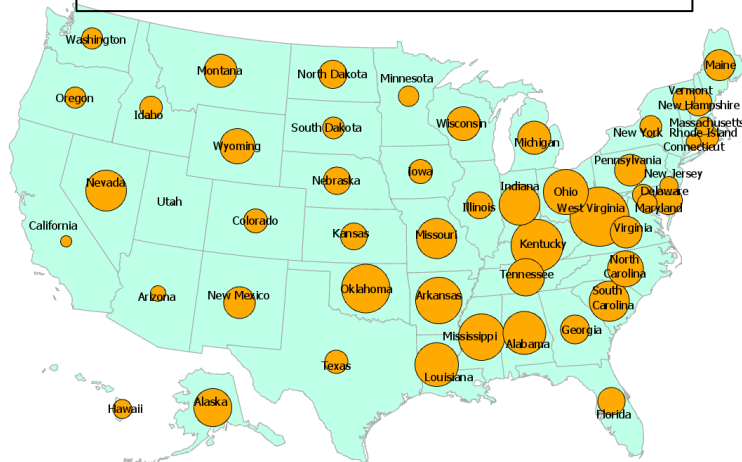 Washington
Maine
Montana
North Dakota
Minnesota
Vermont
Oregon
New Hampshire
Idaho
Massachusetts
South Dakota
Wisconsin
New York
Rhode Island
Michigan
Connecticut
Wyoming
Pennsylvania
Iowa
New Jersey
Nebraska
Nevada
Indiana
Ohio
Delaware
Utah
Illinois
West Virginia
Maryland
Colorado
California
Kansas
Missouri
Virginia
Kentucky
North
Carolina
Tennessee
Oklahoma
South
Carolina
Arizona
New Mexico
Arkansas
Georgia
Mississippi
Alabama
Texas
Louisiana
Alaska
Hawaii
Florida